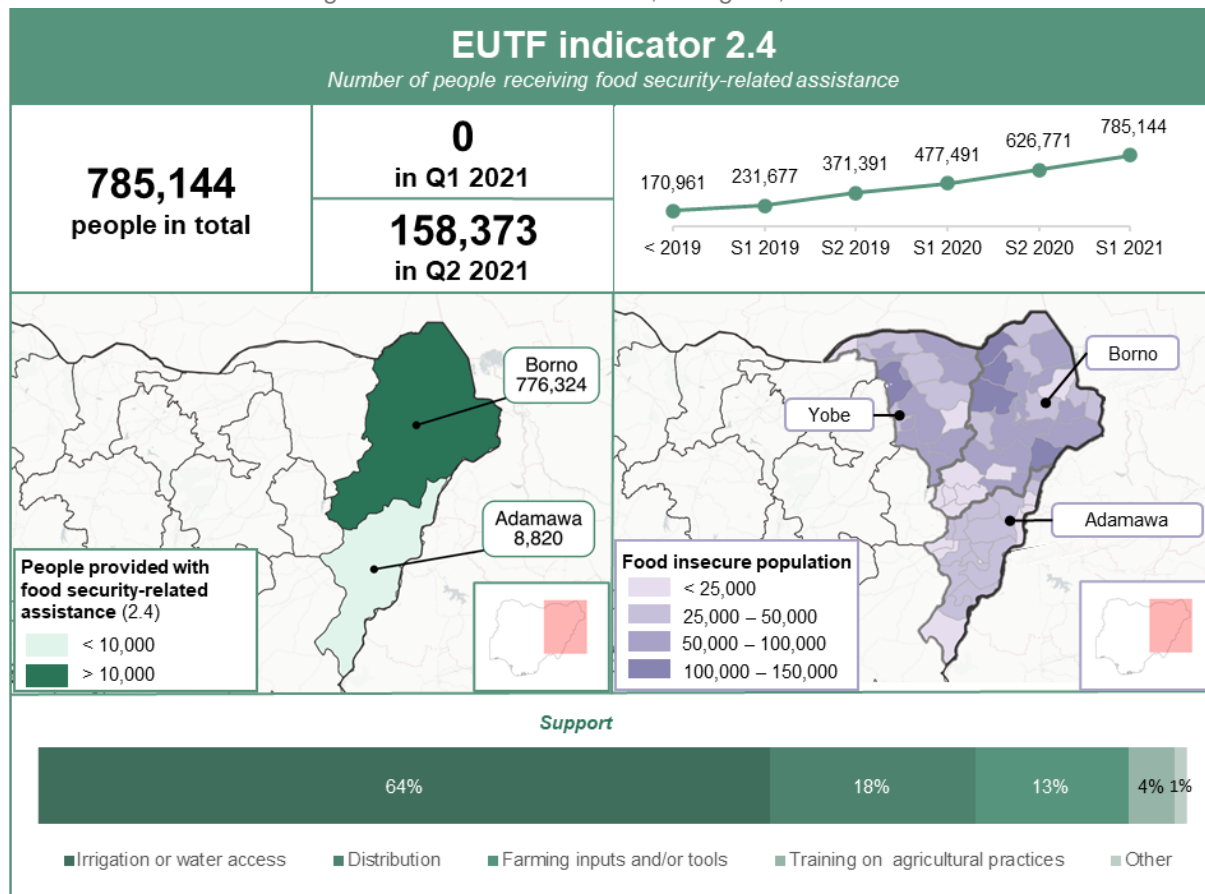 EUTF indicator 2.4
Number of people receiving food security-related assistance
785,144
people in total
0
in Q1 2021
158,373
in Q2 2021
170,961
231,677
371,391
477,491
626,771
785,144
< 2019
S1 2019
S2 2019
S1 2020
S2 2020
S1 2021
Borno
776,324
Adamawa
8,820
People provided with
food security-related
assistance (2.4)
< 10,000
> 10,000
Borno
Yobe
Adamawa
Food insecure population
< 25,000
25,000 – 50,000
50,000 – 100,000
100,000 – 150,000
Support
64%
18%
13%
4%
1%
Irrigation or water access
Distribution
Farming inputs and/or tools
Training on agricultural practices
Other